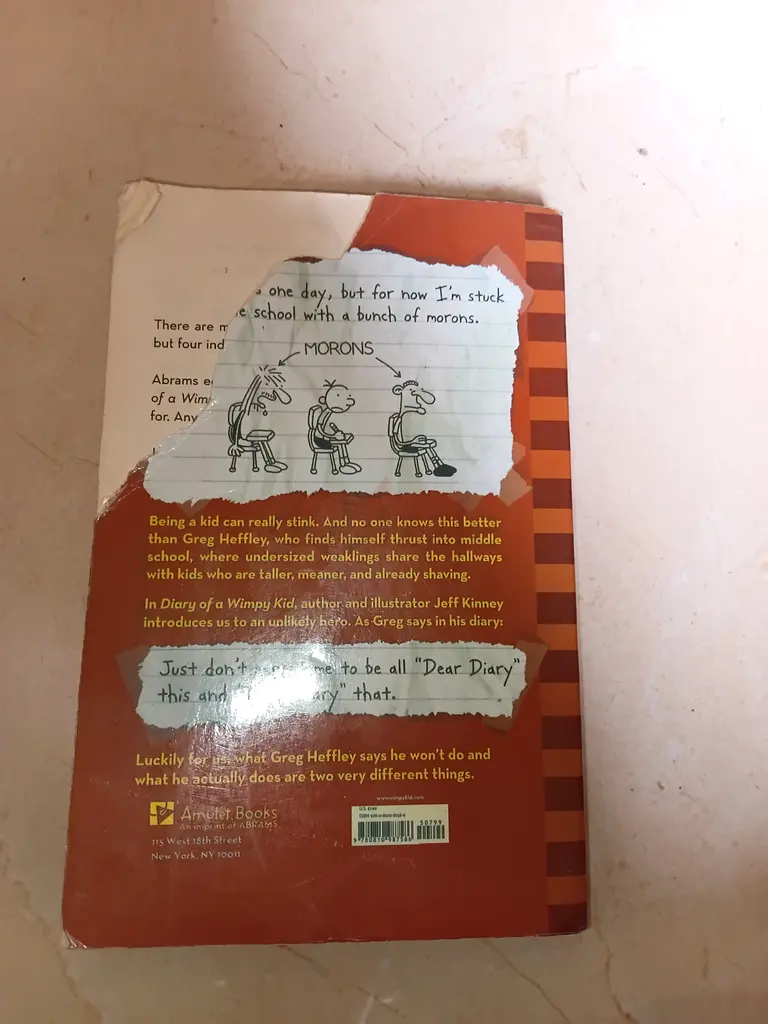 one day, but for now I'm stuck
school with a bunch of morons.
There are
but four
MORONS
Abrams
of a
for. Any
Being a kid can really stink. And no one knows this better
than Greg Heffley, who finds himself thrust into middle
school, where undersized weaklings share the hallways
with kids who are taller, meaner, and already shaving.
In Diary of a Wimpy Kid, author and illustrator Jeff Kinney
introduces us to an unlikely hero. As Greg says in his diary:
Just don't me to be all "Dear Diary"
this and that.
Luckily for us, what Greg Heffley says he won't do and
what he actually does are two very different things.
Amulet Books
An imprint of ABRAMS
115 West 18th Street
New York, NY 10011
www.wimpykid.com
50799